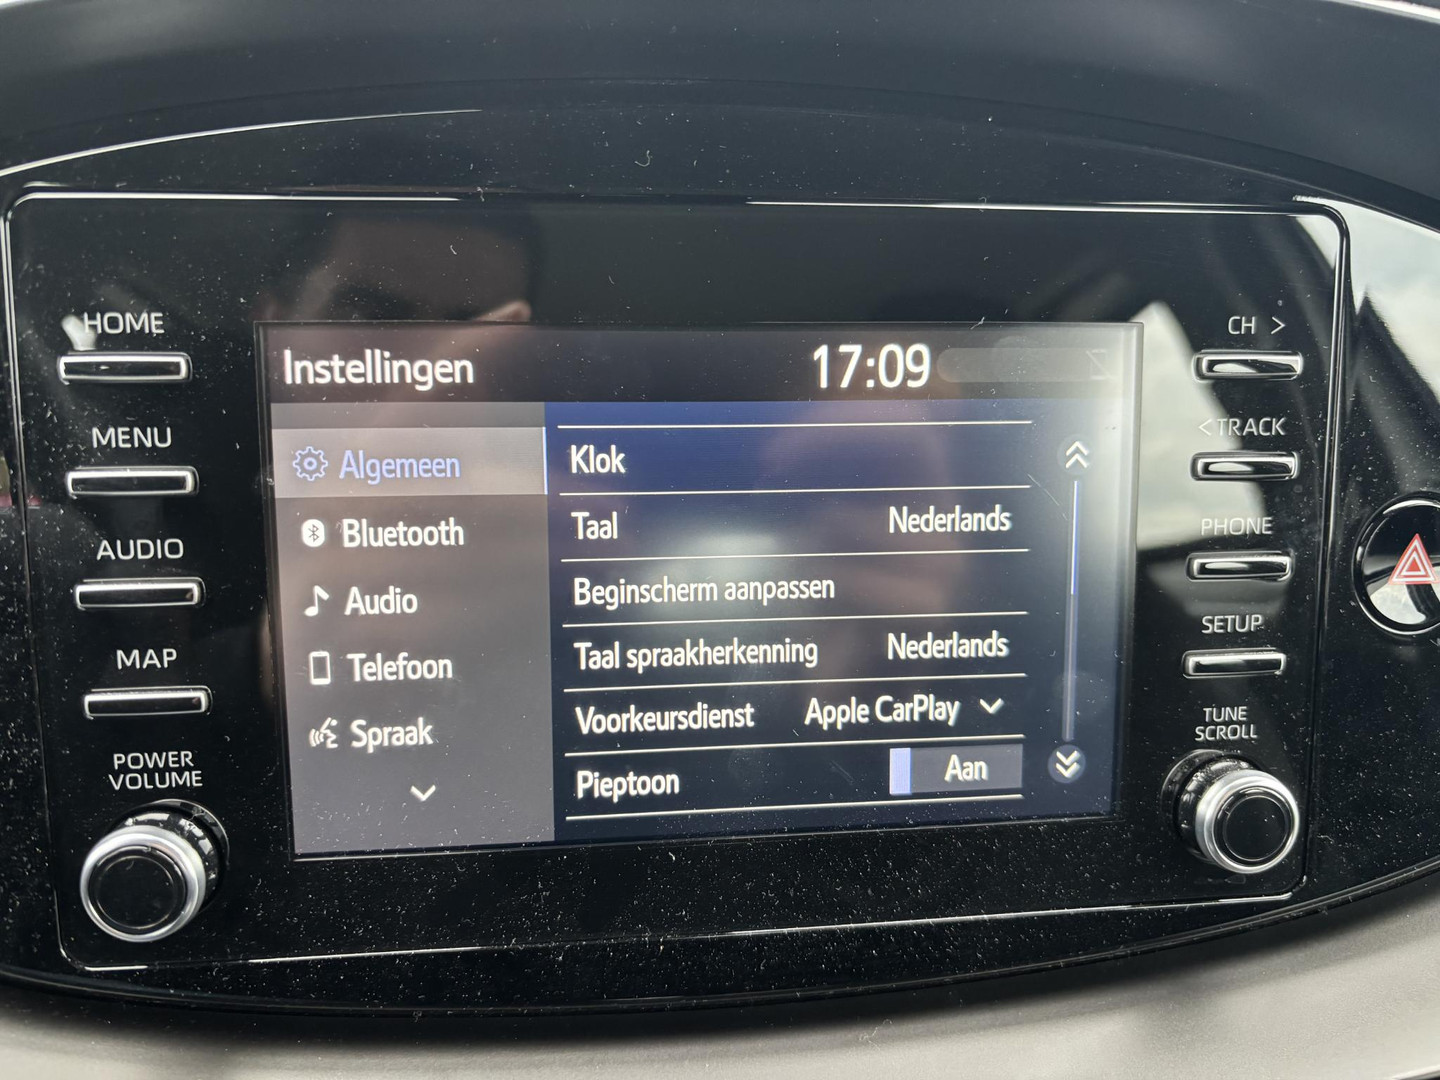 HOME
MENU
AUDIO
MAP
POWER
VOLUME
Instellingen
17:09
Algemeen
Bluetooth
Audio
Telefoon
Spraak
Klok
Taal Nederlands
Beginscherm aanpassen
Taal spraakherkenning Nederlands
Voorkeursdienst Apple CarPlay
Pieptoon Aan
CH >
< TRACK
PHONE
SETUP
TUNE
SCROLL